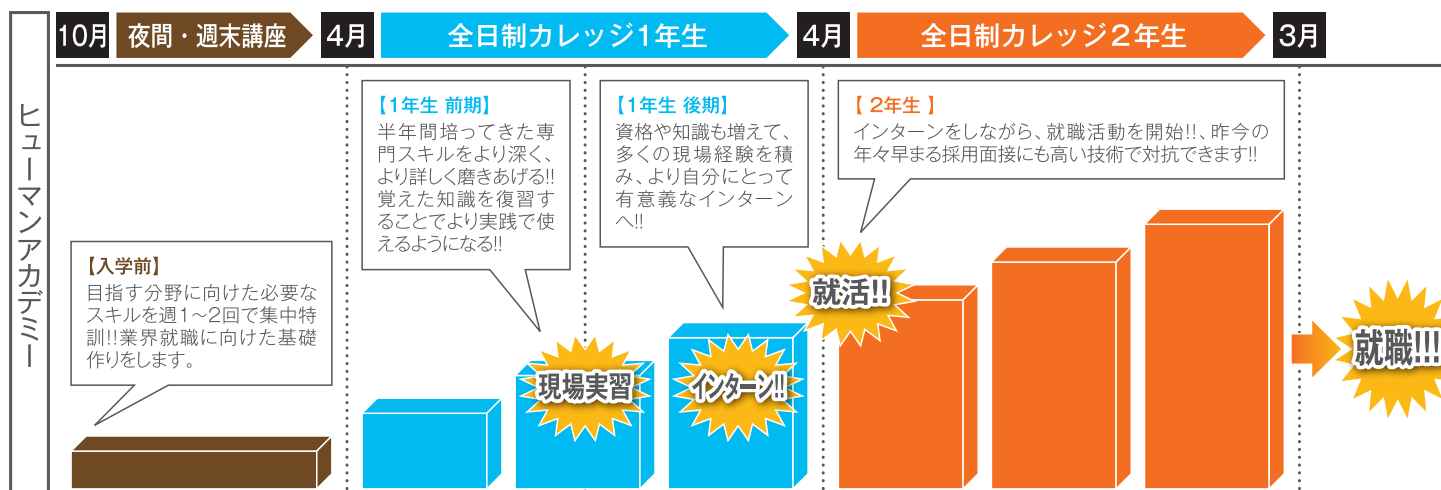 ヒューマンアカデミー
10月 夜間・週末講座 4月 全日制カレッジ1年生 4月 全日制カレッジ2年生 3月
【入学前】
目指す分野に向けた必要な
スキルを週1〜2回で集中特
訓!!業界就職に向けた基礎
作りをします。
【1年生 前期】
半年間培ってきた専
門スキルをより深く、
より詳しく磨きあげる!!
覚えた知識を復習す
ることでより実践で使
えるようになる!!
【1年生 後期】
資格や知識も増えて、
多くの現場経験を積
み、より自分にとって
有意義なインターン
へ!!
【 2年生 】
インターンをしながら、就職活動を開始!!、昨今の
年々早まる採用面接にも高い技術で対抗できます!!
現場実習
インターン!!
就活!!
就職!!!